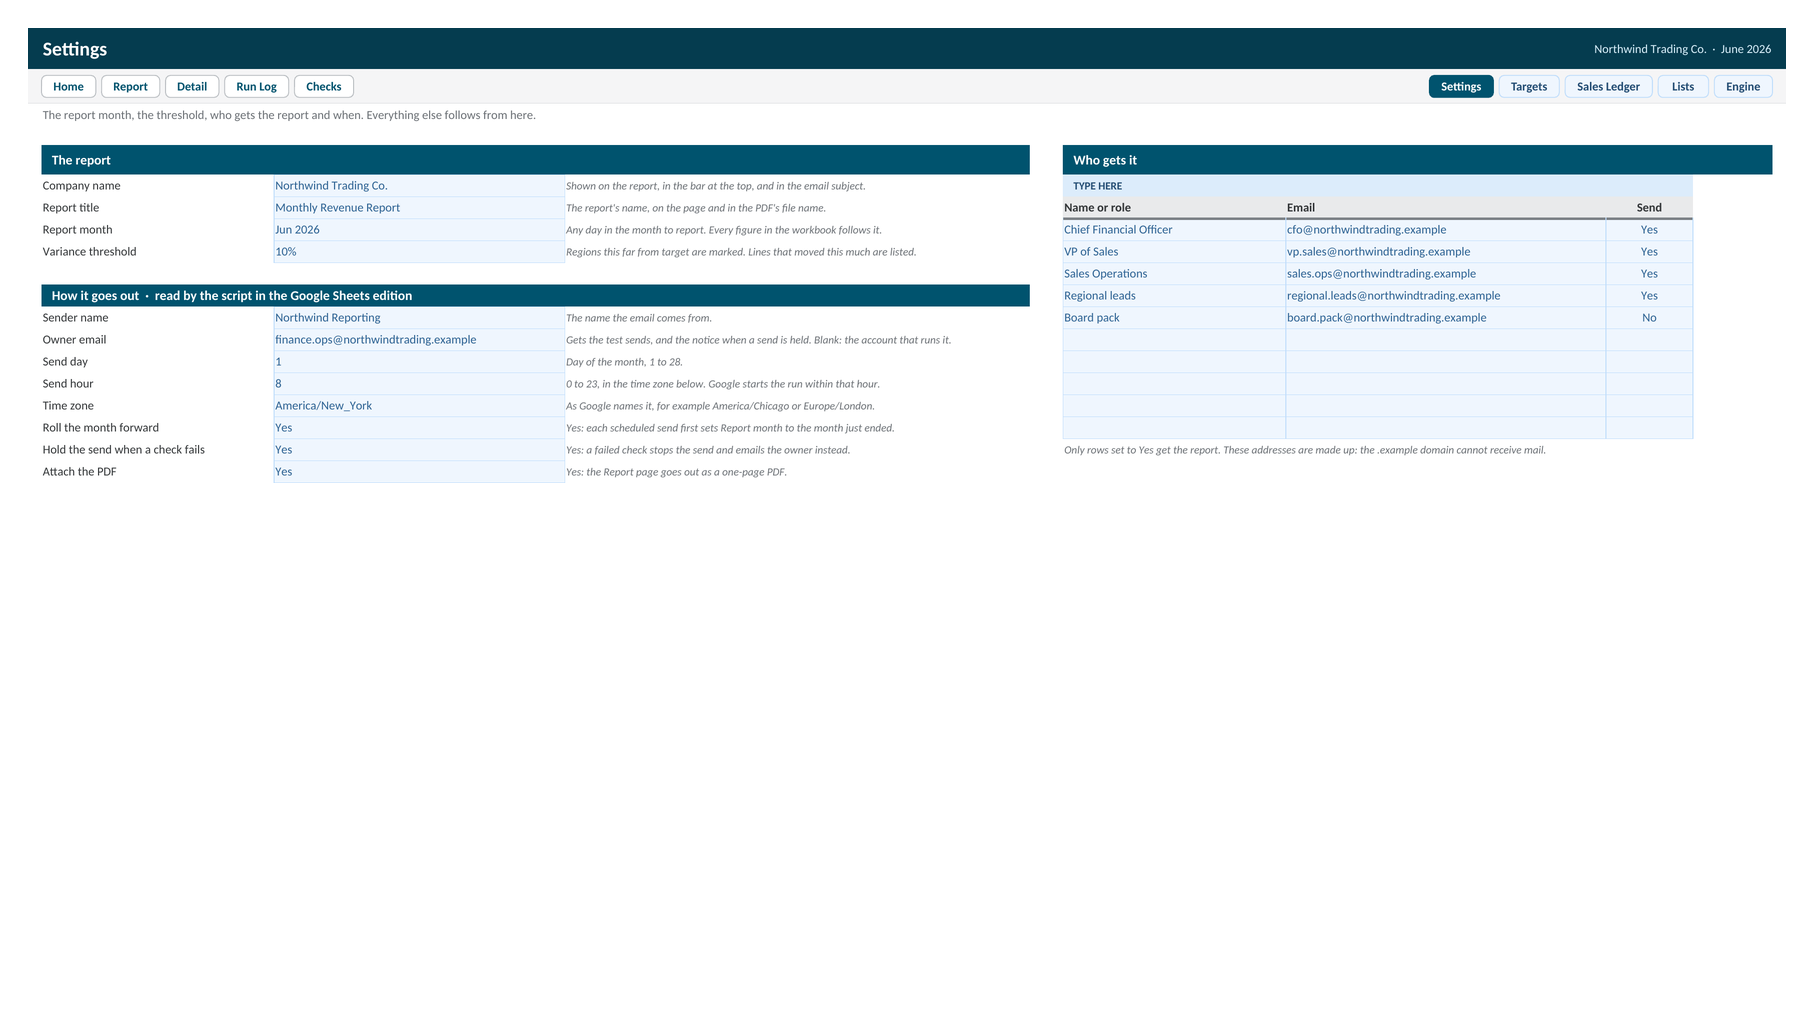 Settings
Northwind Trading Co. · June 2026
Home Report Detail Run Log Checks
Settings Targets Sales Ledger Lists Engine
The report month, the threshold, who gets the report and when. Everything else follows from here.
The report
Company name Northwind Trading Co. Shown on the report, in the bar at the top, and in the email subject.
Report title Monthly Revenue Report The report's name, on the page and in the PDF's file name.
Report month Jun 2026 Any day in the month to report. Every figure in the workbook follows it.
Variance threshold 10% Regions this far from target are marked. Lines that moved this much are listed.
How it goes out · read by the script in the Google Sheets edition
Sender name Northwind Reporting The name the email comes from.
Owner email finance.ops@northwindtrading.example Gets the test sends, and the notice when a send is held. Blank: the account that runs it.
Send day 1 Day of the month, 1 to 28.
Send hour 8 0 to 23, in the time zone below. Google starts the run within that hour.
Time zone America/New_York As Google names it, for example America/Chicago or Europe/London.
Roll the month forward Yes Yes: each scheduled send first sets Report month to the month just ended.
Hold the send when a check fails Yes Yes: a failed check stops the send and emails the owner instead.
Attach the PDF Yes Yes: the Report page goes out as a one-page PDF.
Who gets it
TYPE HERE
Name or role Email Send
Chief Financial Officer cfo@northwindtrading.example Yes
VP of Sales vp.sales@northwindtrading.example Yes
Sales Operations sales.ops@northwindtrading.example Yes
Regional leads regional.leads@northwindtrading.example Yes
Board pack board.pack@northwindtrading.example No
Only rows set to Yes get the report. These addresses are made up: the .example domain cannot receive mail.